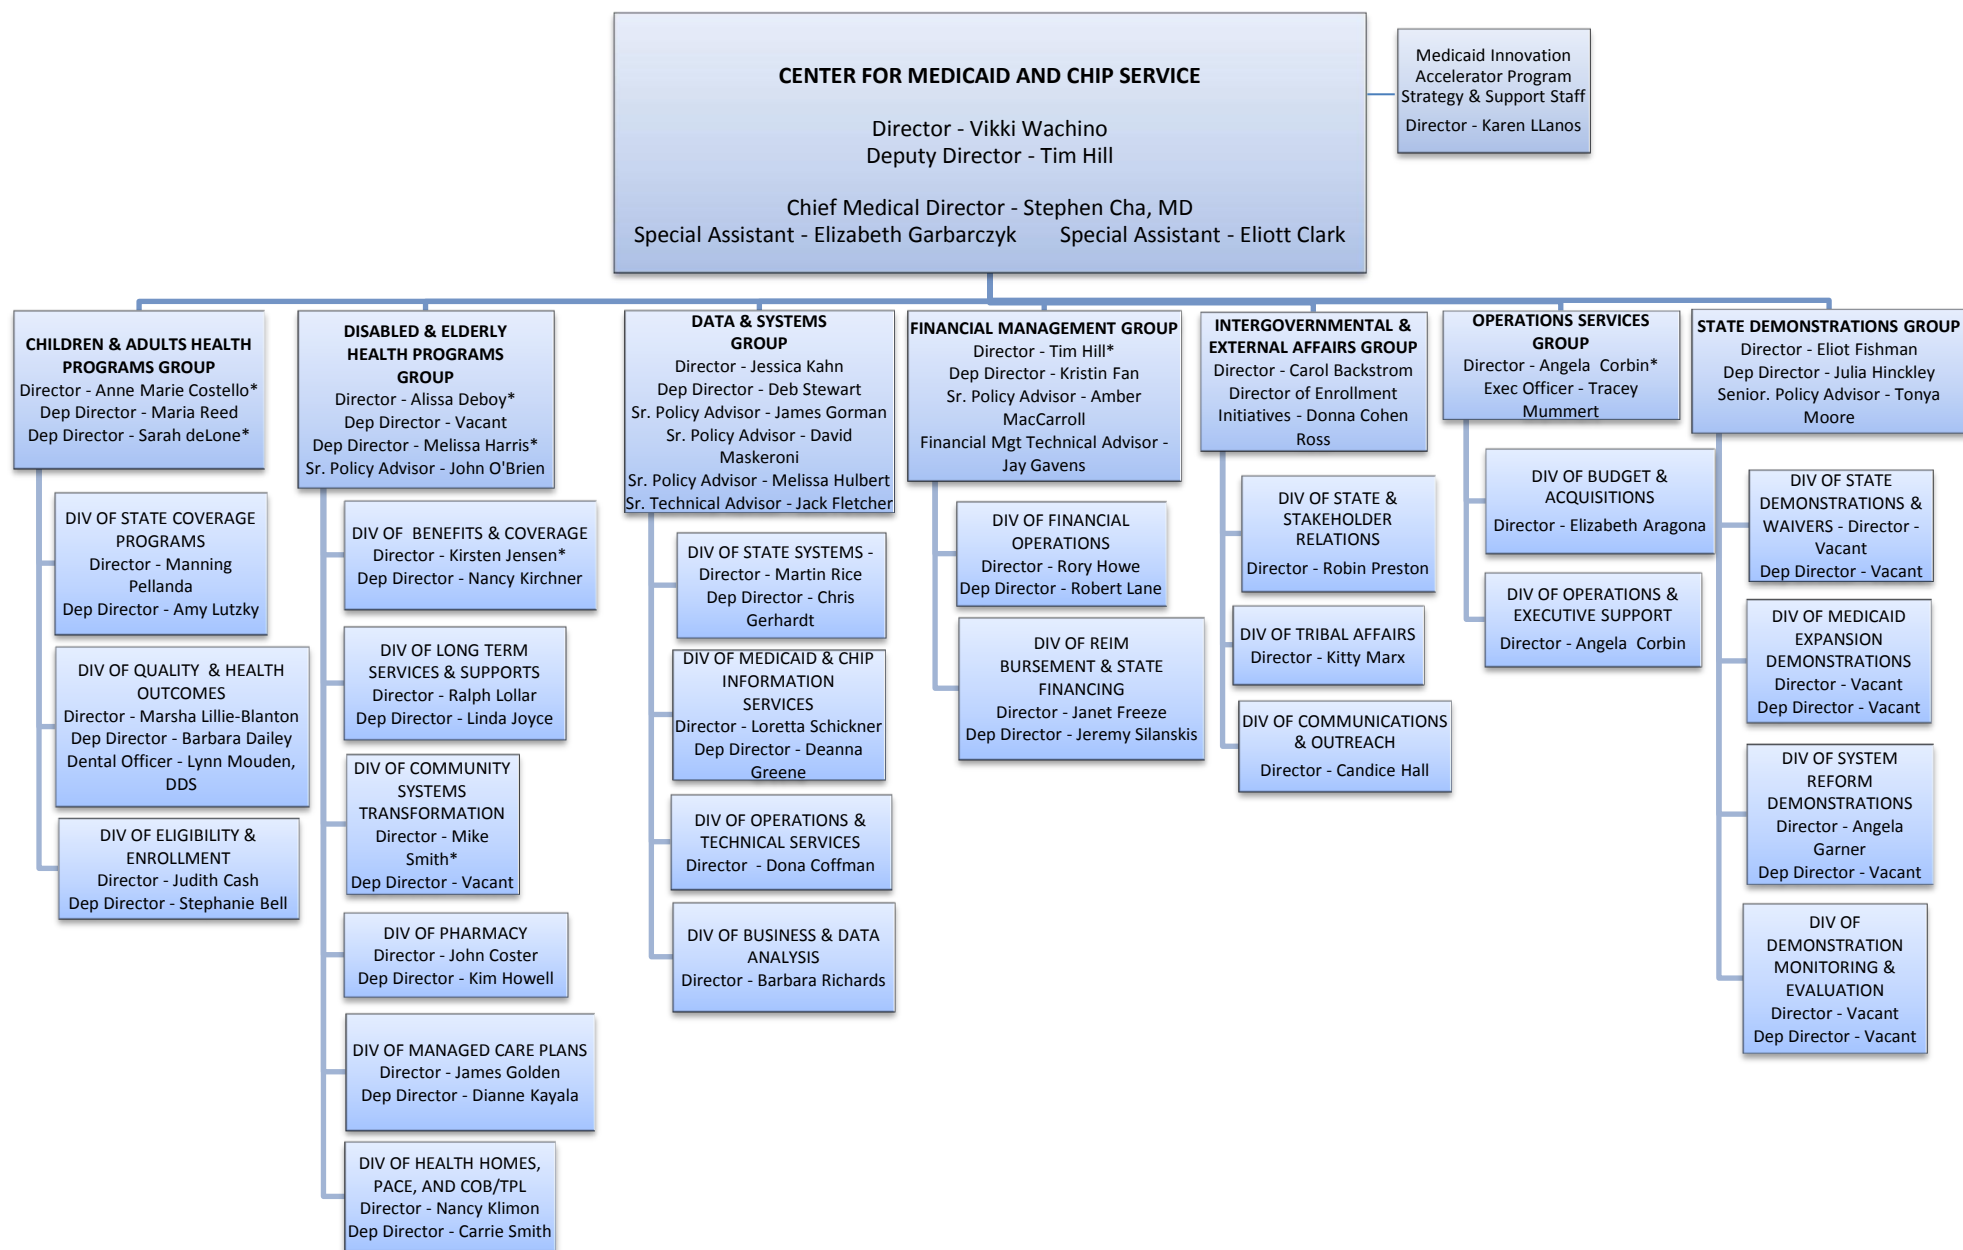 CENTER FOR MEDICAID AND CHIP SERVICE
Director - Vikki Wachino
Deputy Director - Tim Hill
Chief Medical Director - Stephen Cha, MD
Special Assistant - Elizabeth Garbarczyk Special Assistant - Eliott Clark
Medicaid Innovation
Accelerator Program
Strategy & Support Staff
Director - Karen LLanos
CHILDREN & ADULTS HEALTH
PROGRAMS GROUP
Director - Anne Marie Costello*
Dep Director - Maria Reed
Dep Director - Sarah deLone*
DIV OF STATE COVERAGE
PROGRAMS
Director - Manning
Pellanda
Dep Director - Amy Lutzky
DIV OF QUALITY & HEALTH
OUTCOMES
Director - Marsha Lillie-Blanton
Dep Director - Barbara Dailey
Dental Officer - Lynn Mouden,
DDS
DIV OF ELIGIBILITY &
ENROLLMENT
Director - Judith Cash
Dep Director - Stephanie Bell
DISABLED & ELDERLY
HEALTH PROGRAMS
GROUP
Director - Alissa Deboy*
Dep Director - Vacant
Dep Director - Melissa Harris*
Sr. Policy Advisor - John O'Brien
DIV OF BENEFITS & COVERAGE
Director - Kirsten Jensen*
Dep Director - Nancy Kirchner
DIV OF LONG TERM
SERVICES & SUPPORTS
Director - Ralph Lollar
Dep Director - Linda Joyce
DIV OF COMMUNITY
SYSTEMS
TRANSFORMATION
Director - Mike
Smith*
Dep Director - Vacant
DIV OF PHARMACY
Director - John Coster
Dep Director - Kim Howell
DIV OF MANAGED CARE PLANS
Director - James Golden
Dep Director - Dianne Kayala
DIV OF HEALTH HOMES,
PACE, AND COB/TPL
Director - Nancy Klimon
Dep Director - Carrie Smith
DATA & SYSTEMS
GROUP
Director - Jessica Kahn
Dep Director - Deb Stewart
Sr. Policy Advisor - James Gorman
Sr. Policy Advisor - David
Maskeroni
Sr. Policy Advisor - Melissa Hulbert
Sr. Technical Advisor - Jack Fletcher
DIV OF STATE SYSTEMS -
Director - Martin Rice
Dep Director - Chris
Gerhardt
DIV OF MEDICAID & CHIP
INFORMATION
SERVICES
Director - Loretta Schickner
Dep Director - Deanna
Greene
DIV OF OPERATIONS &
TECHNICAL SERVICES
Director - Dona Coffman
DIV OF BUSINESS & DATA
ANALYSIS
Director - Barbara Richards
FINANCIAL MANAGEMENT GROUP
Director - Tim Hill*
Dep Director - Kristin Fan
Sr. Policy Advisor - Amber
MacCarroll
Financial Mgt Technical Advisor -
Jay Gavens
DIV OF FINANCIAL
OPERATIONS
Director - Rory Howe
Dep Director - Robert Lane
DIV OF REIM
BURSEMENT & STATE
FINANCING
Director - Janet Freeze
Dep Director - Jeremy Silanskis
INTERGOVERNMENTAL &
EXTERNAL AFFAIRS GROUP
Director - Carol Backstrom
Director of Enrollment
Initiatives - Donna Cohen
Ross
DIV OF STATE &
STAKEHOLDER
RELATIONS
Director - Robin Preston
DIV OF TRIBAL AFFAIRS
Director - Kitty Marx
DIV OF COMMUNICATIONS
& OUTREACH
Director - Candice Hall
OPERATIONS SERVICES
GROUP
Director - Angela Corbin*
Exec Officer - Tracey
Mummert
DIV OF BUDGET &
ACQUISITIONS
Director - Elizabeth Aragona
DIV OF OPERATIONS &
EXECUTIVE SUPPORT
Director - Angela Corbin
STATE DEMONSTRATIONS GROUP
Director - Eliot Fishman
Dep Director - Julia Hinckley
Senior. Policy Advisor - Tonya
Moore
DIV OF STATE
DEMONSTRATIONS &
WAIVERS - Director -
Vacant
Dep Director - Vacant
DIV OF MEDICAID
EXPANSION
DEMONSTRATIONS
Director - Vacant
Dep Director - Vacant
DIV OF SYSTEM
REFORM
DEMONSTRATIONS
Director - Angela
Garner
Dep Director - Vacant
DIV OF
DEMONSTRATION
MONITORING &
EVALUATION
Director - Vacant
Dep Director - Vacant